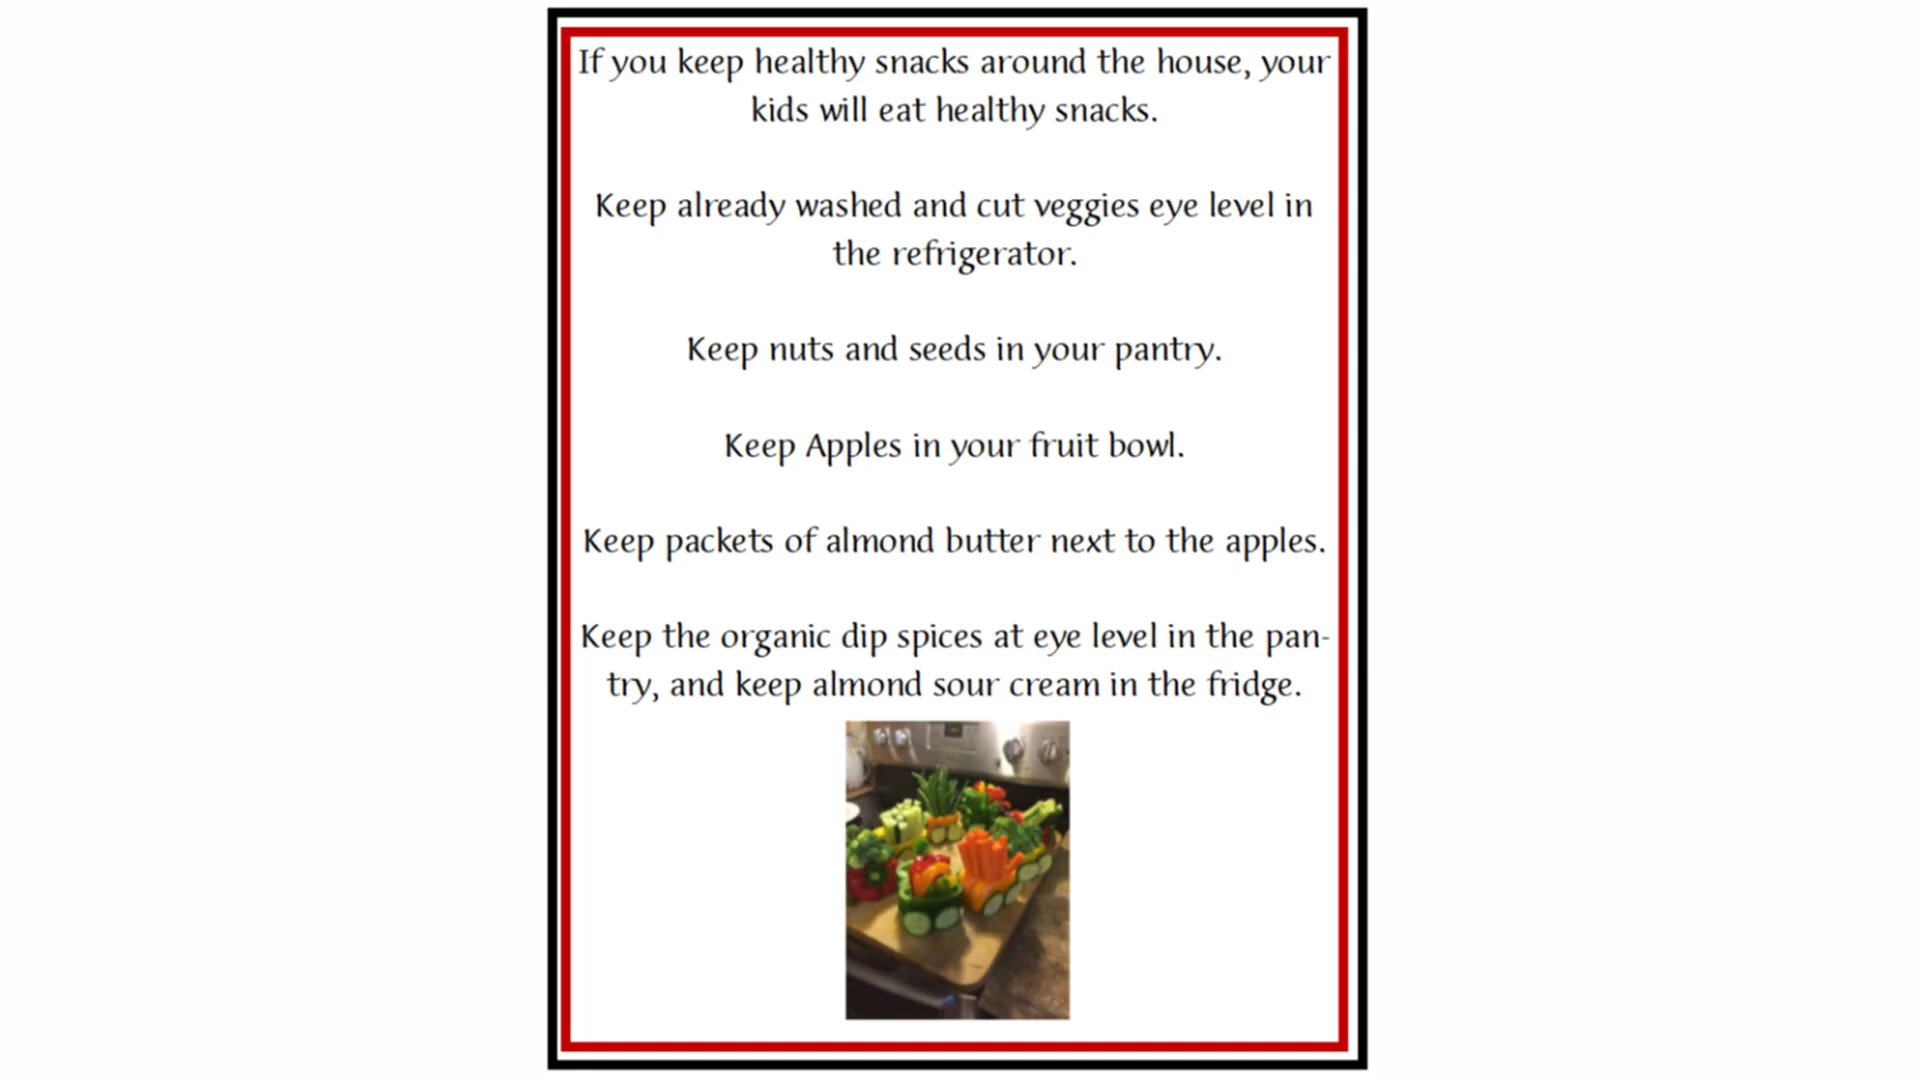 If you keep healthy snacks around the house, your
kids will eat healthy snacks.
Keep already washed and cut veggies eye level in
the refrigerator.
Keep nuts and seeds in your pantry.
Keep Apples in your fruit bowl.
Keep packets of almond butter next to the apples.
Keep the organic dip spices at eye level in the pan-
try, and keep almond sour cream in the fridge.